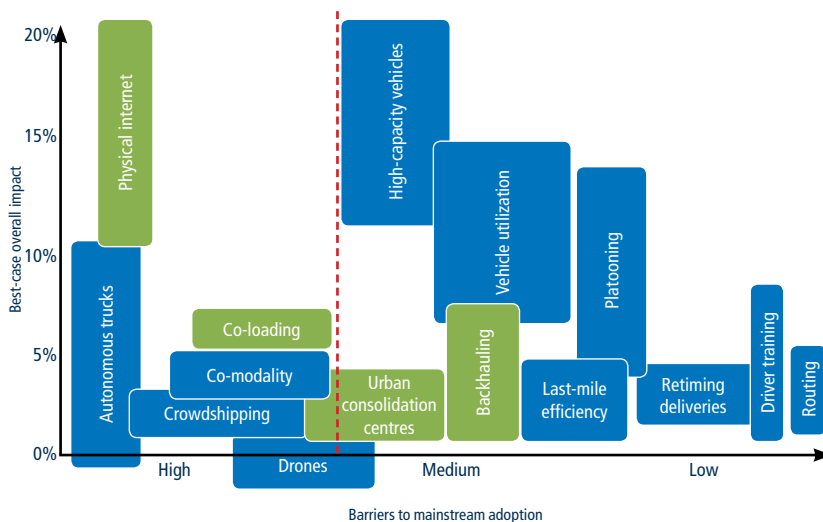 20%
15%
10%
5%
0%
Best-case overall impact
Physical internet
High-capacity vehicles
Vehicle utilization
Platooning
Autonomous trucks
Co-loading
Co-modality
Crowdshipping
Drones
Urban
consolidation
centres
Backhauling
Last-mile
efficiency
Retiming
deliveries
Driver training
Routing
High
Medium
Low
Barriers to mainstream adoption